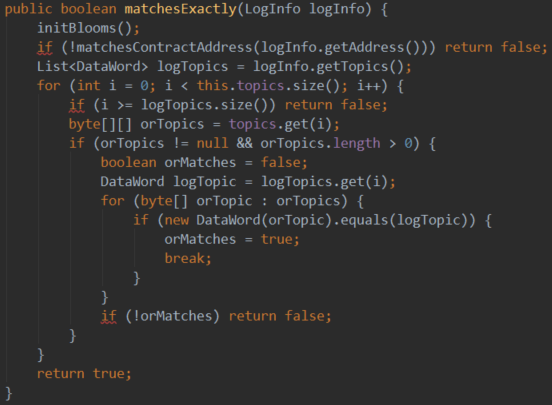 public boolean matchesExactly(LogInfo logInfo) {
    initBlooms();
    if (!matchesContractAddress(logInfo.getAddress())) return false;
    List<DataWord> logTopics = logInfo.getTopics();
    for (int i = 0; i < this.topics.size(); i++) {
        if (i >= logTopics.size()) return false;
        byte[][] orTopics = topics.get(i);
        if (orTopics != null && orTopics.length > 0) {
            boolean orMatches = false;
            DataWord logTopic = logTopics.get(i);
            for (byte[] orTopic : orTopics) {
                if (new DataWord(orTopic).equals(logTopic)) {
                    orMatches = true;
                    break;
                }
            }
            if (!orMatches) return false;
        }
    }
    return true;
}